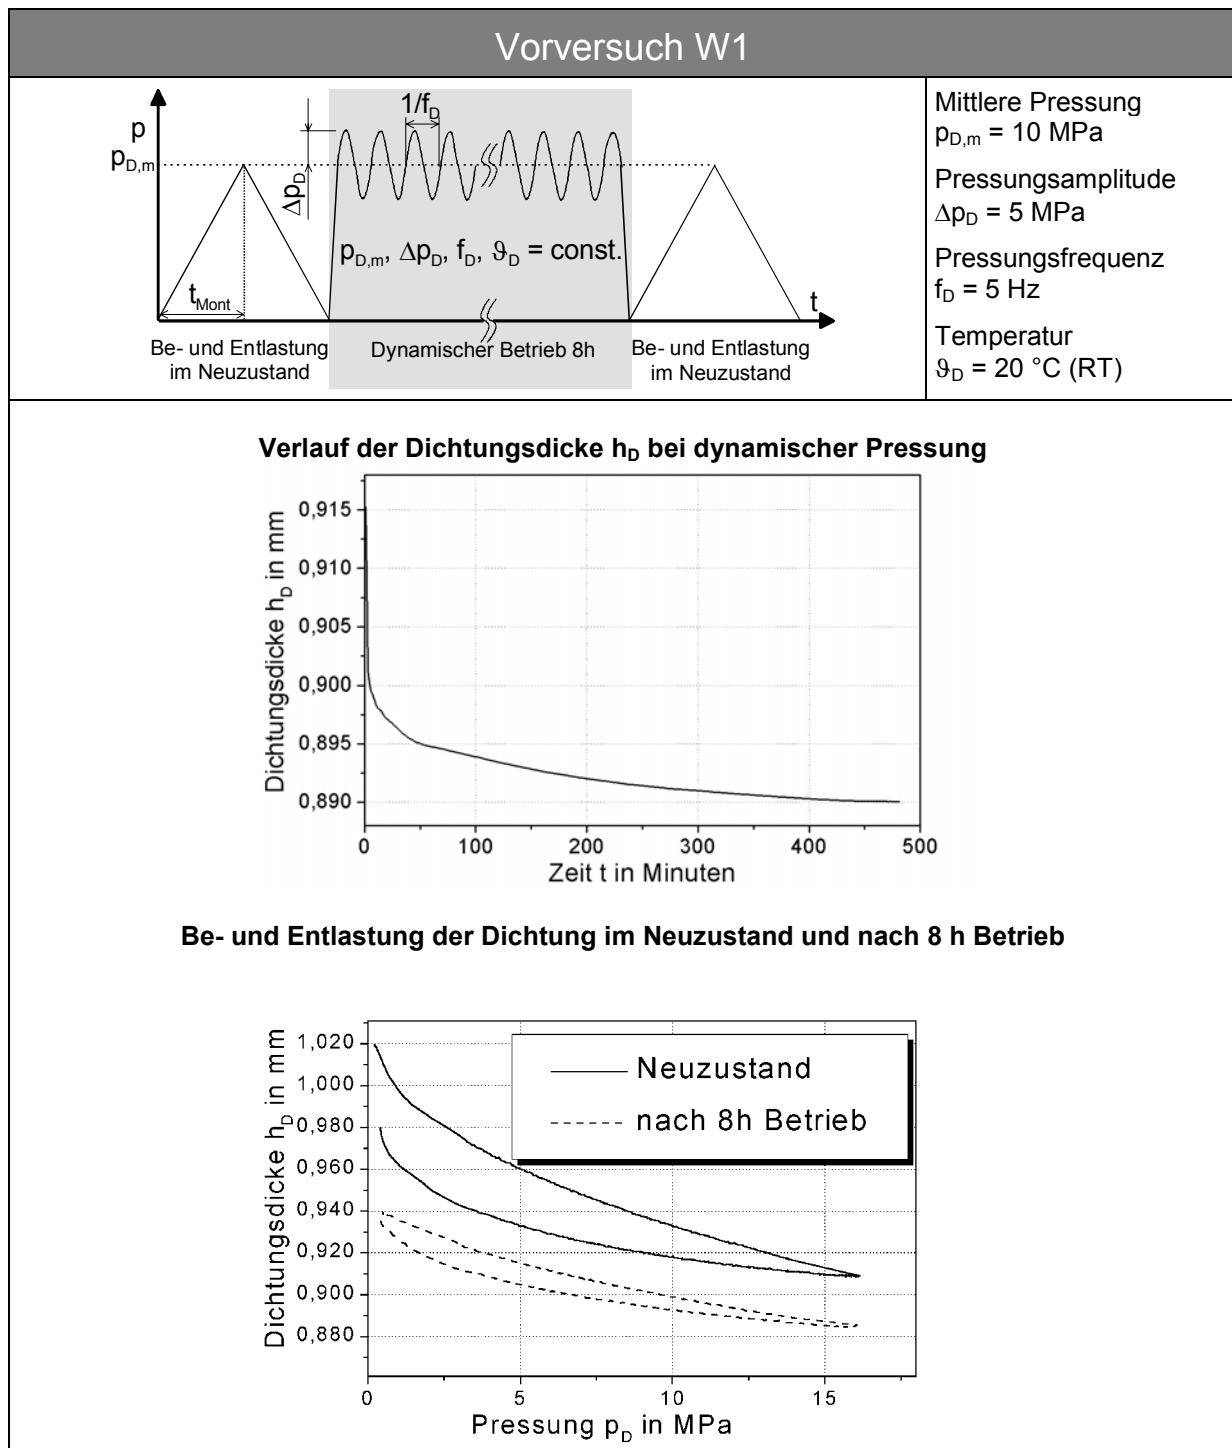 Vorversuch W1
p
p_D,m
Δp_D
1/f_D
p_D,m, Δp_D, f_D, ϑ_D = const.
t_Mont
t
Be- und Entlastung
im Neuzustand
Dynamischer Betrieb 8h
Be- und Entlastung
im Neuzustand
Mittlere Pressung
p_D,m = 10 MPa
Pressungsamplitude
Δp_D = 5 MPa
Pressungsfrequenz
f_D = 5 Hz
Temperatur
ϑ_D = 20 °C (RT)
Verlauf der Dichtungsdicke h_D bei dynamischer Pressung
Dichtungsdicke h_D in mm
0,915
0,910
0,905
0,900
0,895
0,890
0 100 200 300 400 500
Zeit t in Minuten
Be- und Entlastung der Dichtung im Neuzustand und nach 8 h Betrieb
Dichtungsdicke h_D in mm
1,020
1,000
0,980
0,960
0,940
0,920
0,900
0,880
Neuzustand
nach 8h Betrieb
0 5 10 15
Pressung p_D in MPa